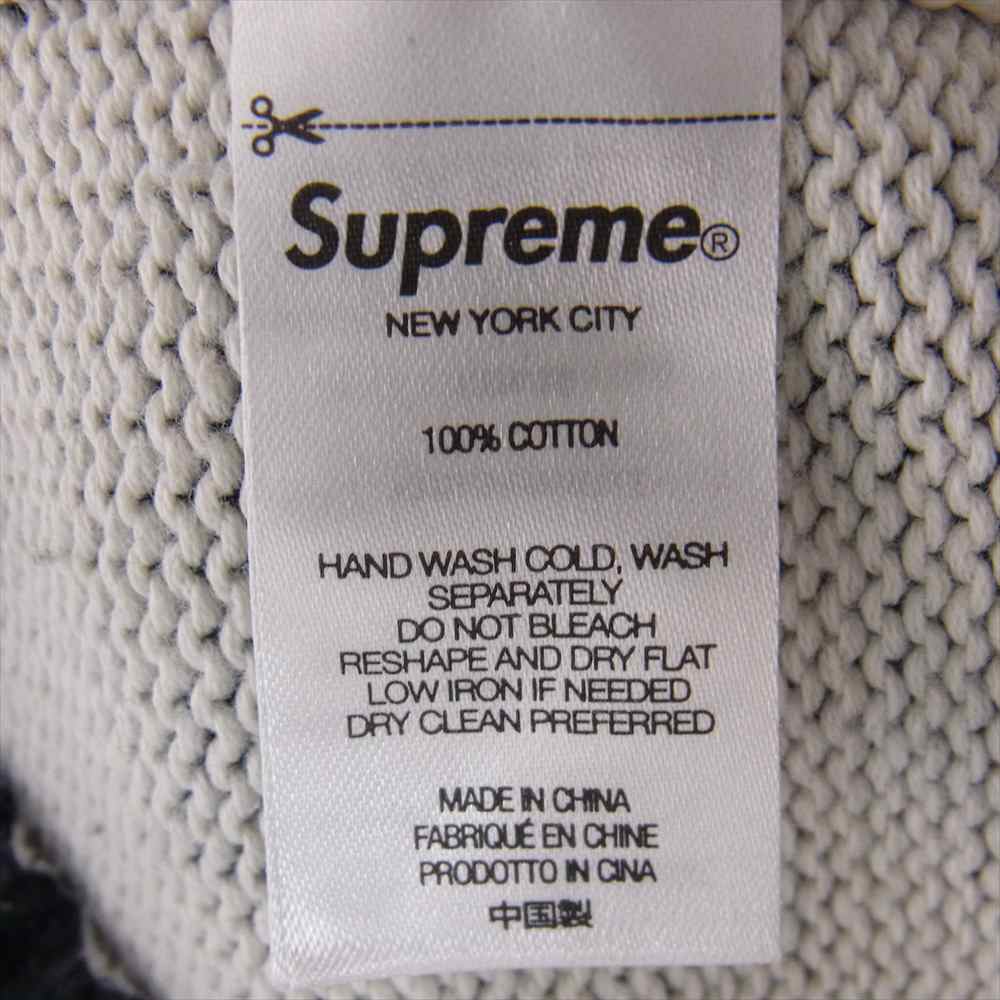 Supreme®
NEW YORK CITY
100% COTTON
HAND WASH COLD, WASH
SEPARATELY
DO NOT BLEACH
RESHAPE AND DRY FLAT
LOW IRON IF NEEDED
DRY CLEAN PREFERRED
MADE IN CHINA
FABRIQUÉ EN CHINE
PRODOTTO IN CINA
中国製